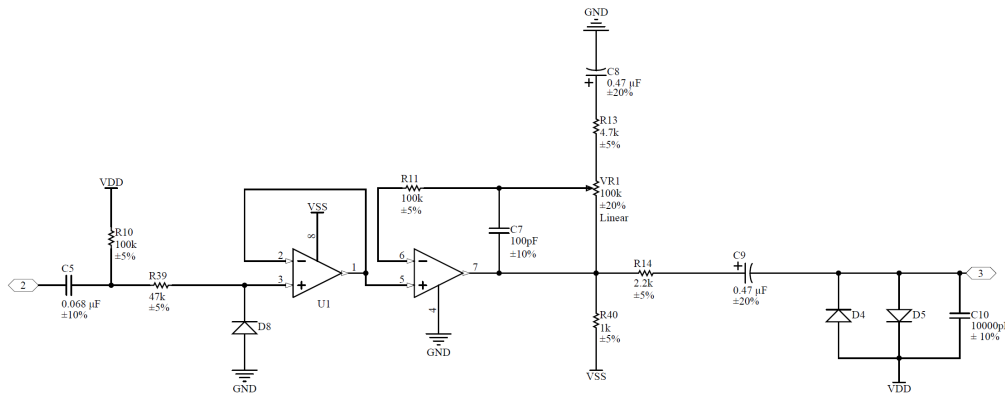 GND
C8
0.47 µF
±20%
R13
4.7k
±5%
VDD
R11
100k
±5%
VR1
100k
±20%
Linear
VSS
8
R10
100k
±5%
C7
100pF
±10%
2
1
6
7
C5
0.068 µF
±10%
R39
47k
±5%
3
U1
5
4
R14
2.2k
±5%
C9
0.47 µF
±20%
2
3
D8
GND
GND
R40
1k
±5%
VSS
D4
D5
C10
10000p
± 10%
VDD